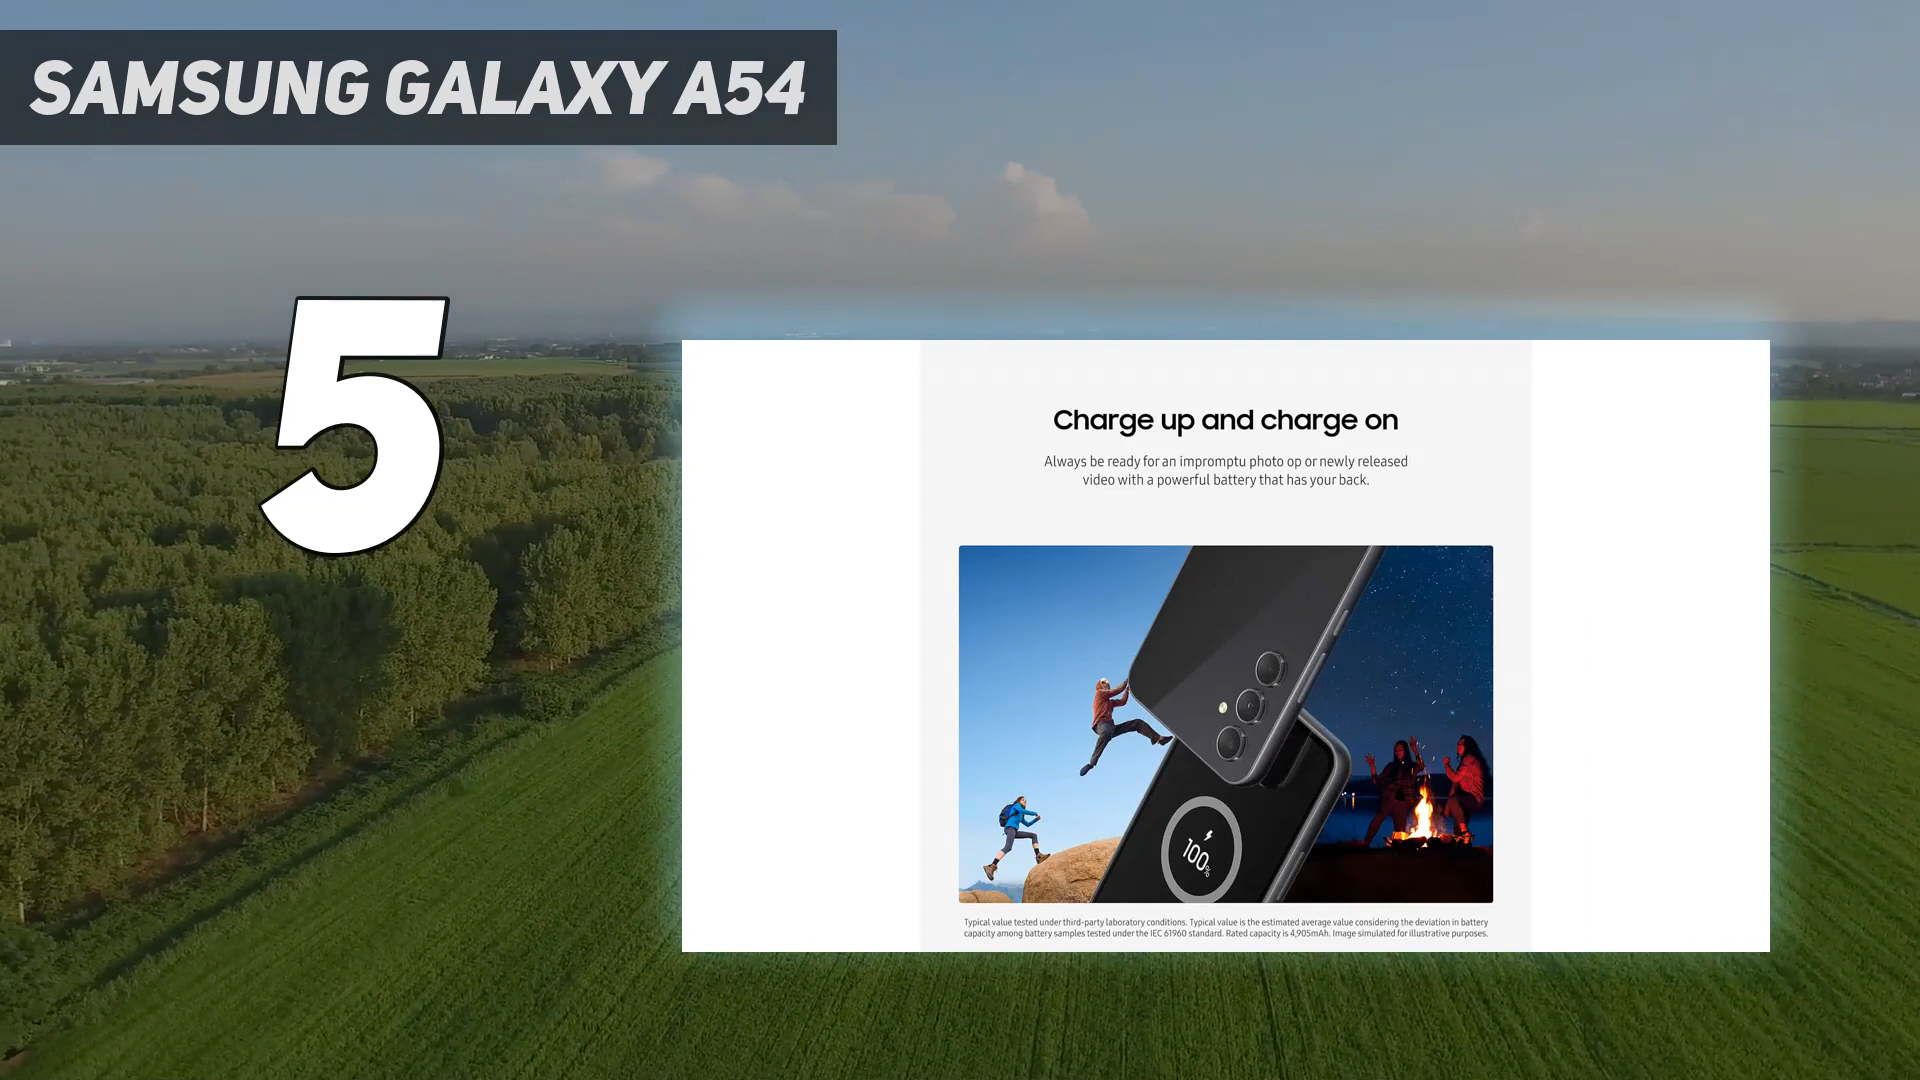 SAMSUNG GALAXY A54
5
Charge up and charge on
Always be ready for an impromptu photo op or newly released
video with a powerful battery that has your back.
100%
Typical value tested under third-party laboratory conditions. Typical value is the estimated average value considering the deviation in battery
capacity among battery samples tested under the IEC 61960 standard. Rated capacity is 4,905mAh. Image simulated for illustrative purposes.